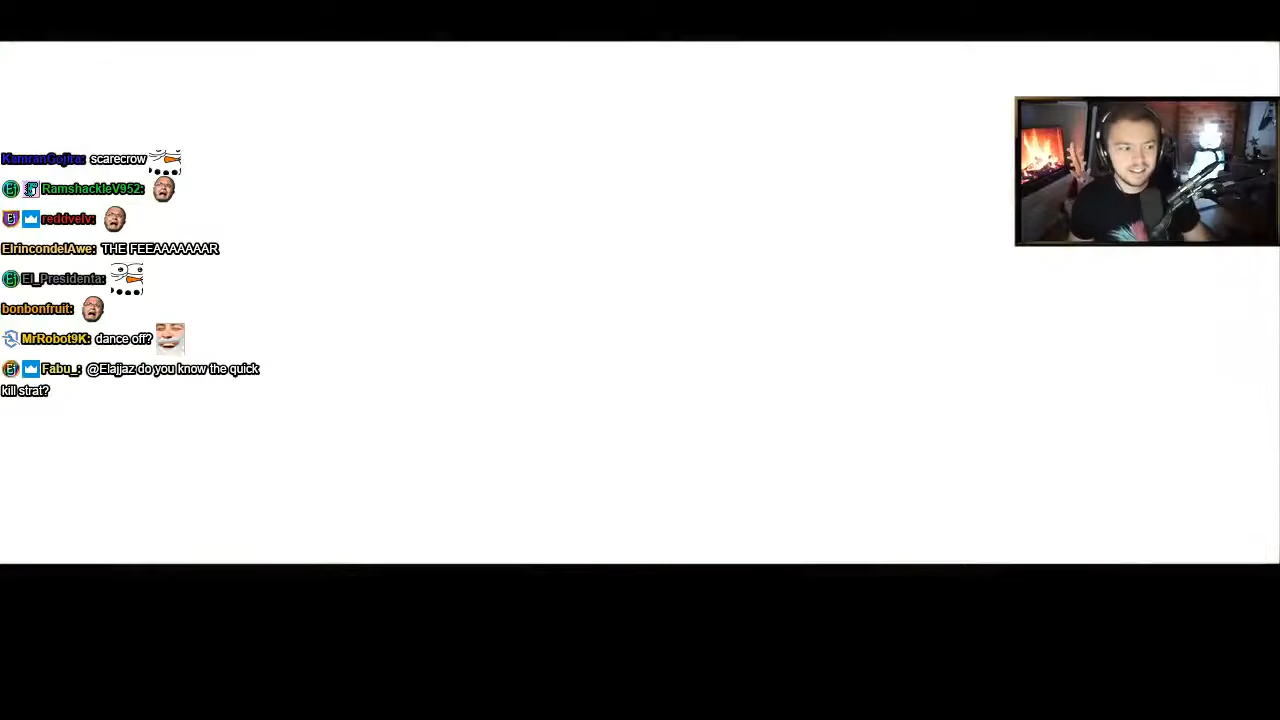 KamranGojira: scarecrow
RamshackleV952:
reddvelv:
ElrincondelAwe: THE FEEAAAAAAAR
El_Presidenta:
bonbonfruit:
MrRobot9K: dance off?
Fabu_: @Elajjaz do you know the quick
kill strat?